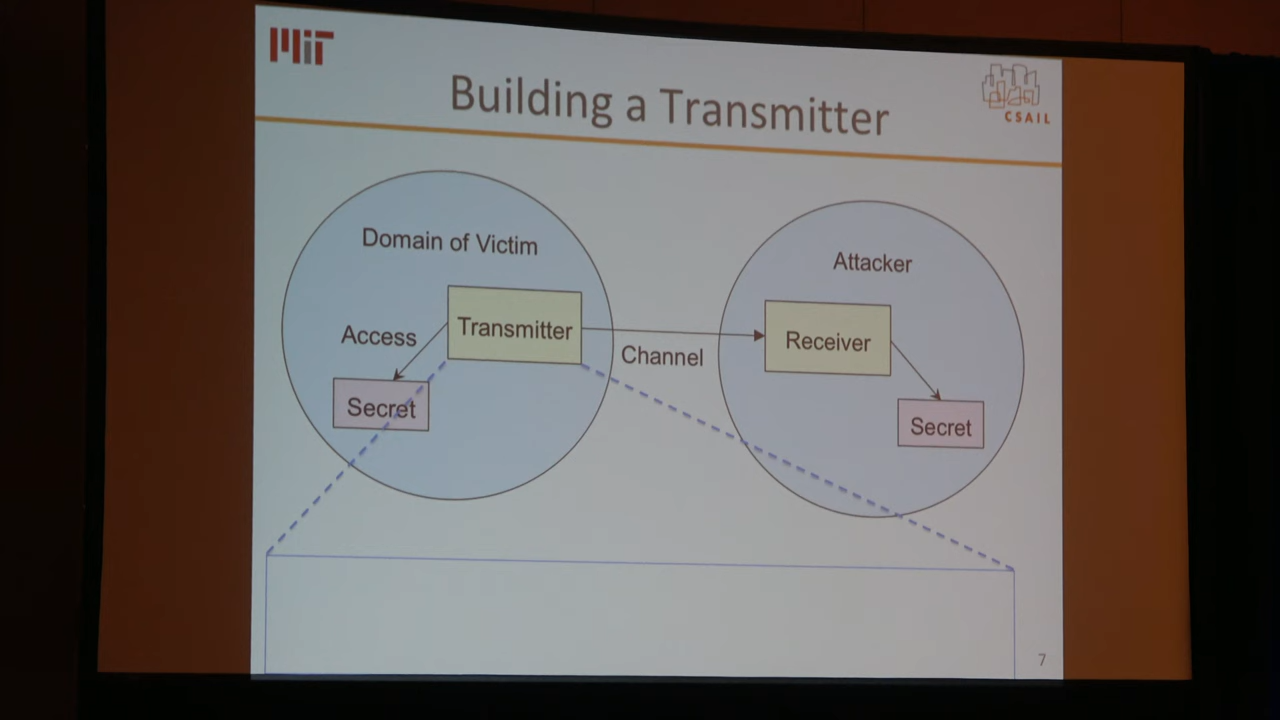 MIT
Building a Transmitter
CSAIL
Domain of Victim
Attacker
Access
Transmitter
Channel
Receiver
Secret
Secret
7